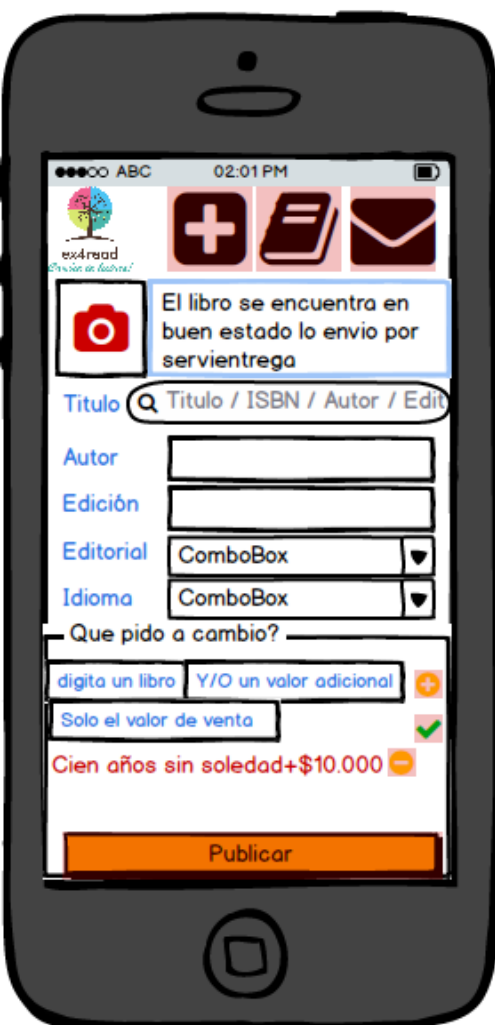 ABC 02:01 PM
ex4read
El libro se encuentra en
buen estado lo envio por
servientrega
Titulo Titulo / ISBN / Autor / Edit
Autor
Edición
Editorial ComboBox
Idioma ComboBox
Que pido a cambio?
digita un libro Y/O un valor adicional
Solo el valor de venta
Cien años sin soledad+$10.000
Publicar